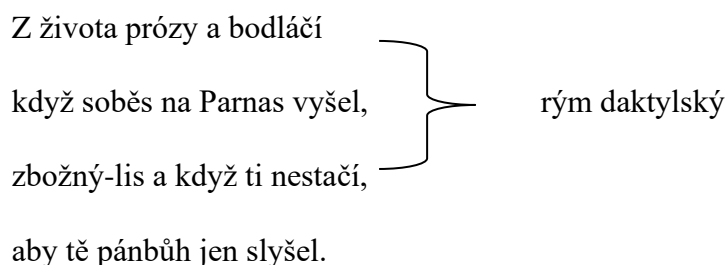 Z života prózy a bodláčí
když soběs na Parnas vyšel,
rým daktylský
zbožný-lis a když ti nestačí,
aby tě pánbůh jen slyšel.